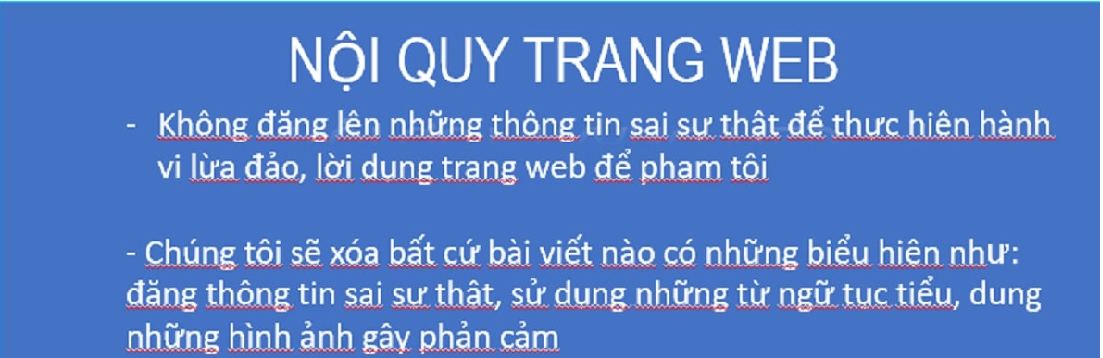 NỘI QUY TRANG WEB
- Không đăng lên những thông tin sai sự thật để thực hiện hành
vi lừa đảo, lời dụng trang web để phạm tội
- Chúng tôi sẽ xóa bất cứ bài viết nào có những biểu hiện như:
đăng thông tin sai sự thật, sử dụng những từ ngữ tục tiểu, dung
những hình ảnh gây phản cảm